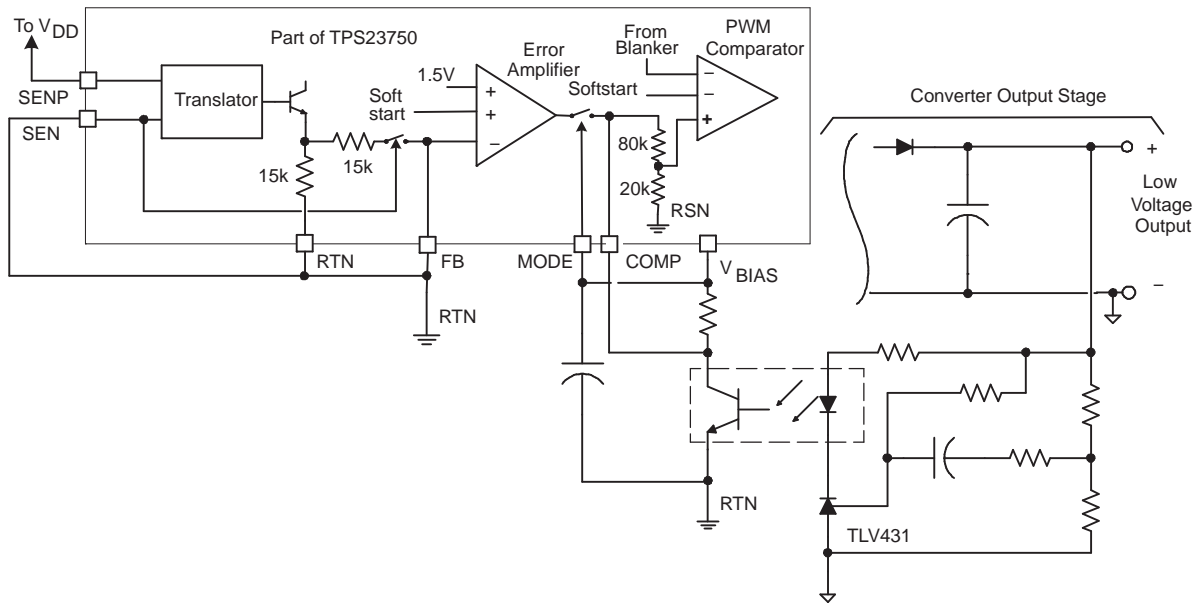 To VDD
SENP
SEN
Part of TPS23750
Translator
15k
15k
Soft
start
1.5V
Error
Amplifier
+
+
−
From
Blanker
Softstart
PWM
Comparator
−
−
+
80k
20k
RSN
RTN
FB
MODE
COMP
VBIAS
RTN
RTN
Converter Output Stage
+
Low
Voltage
Output
−
TLV431